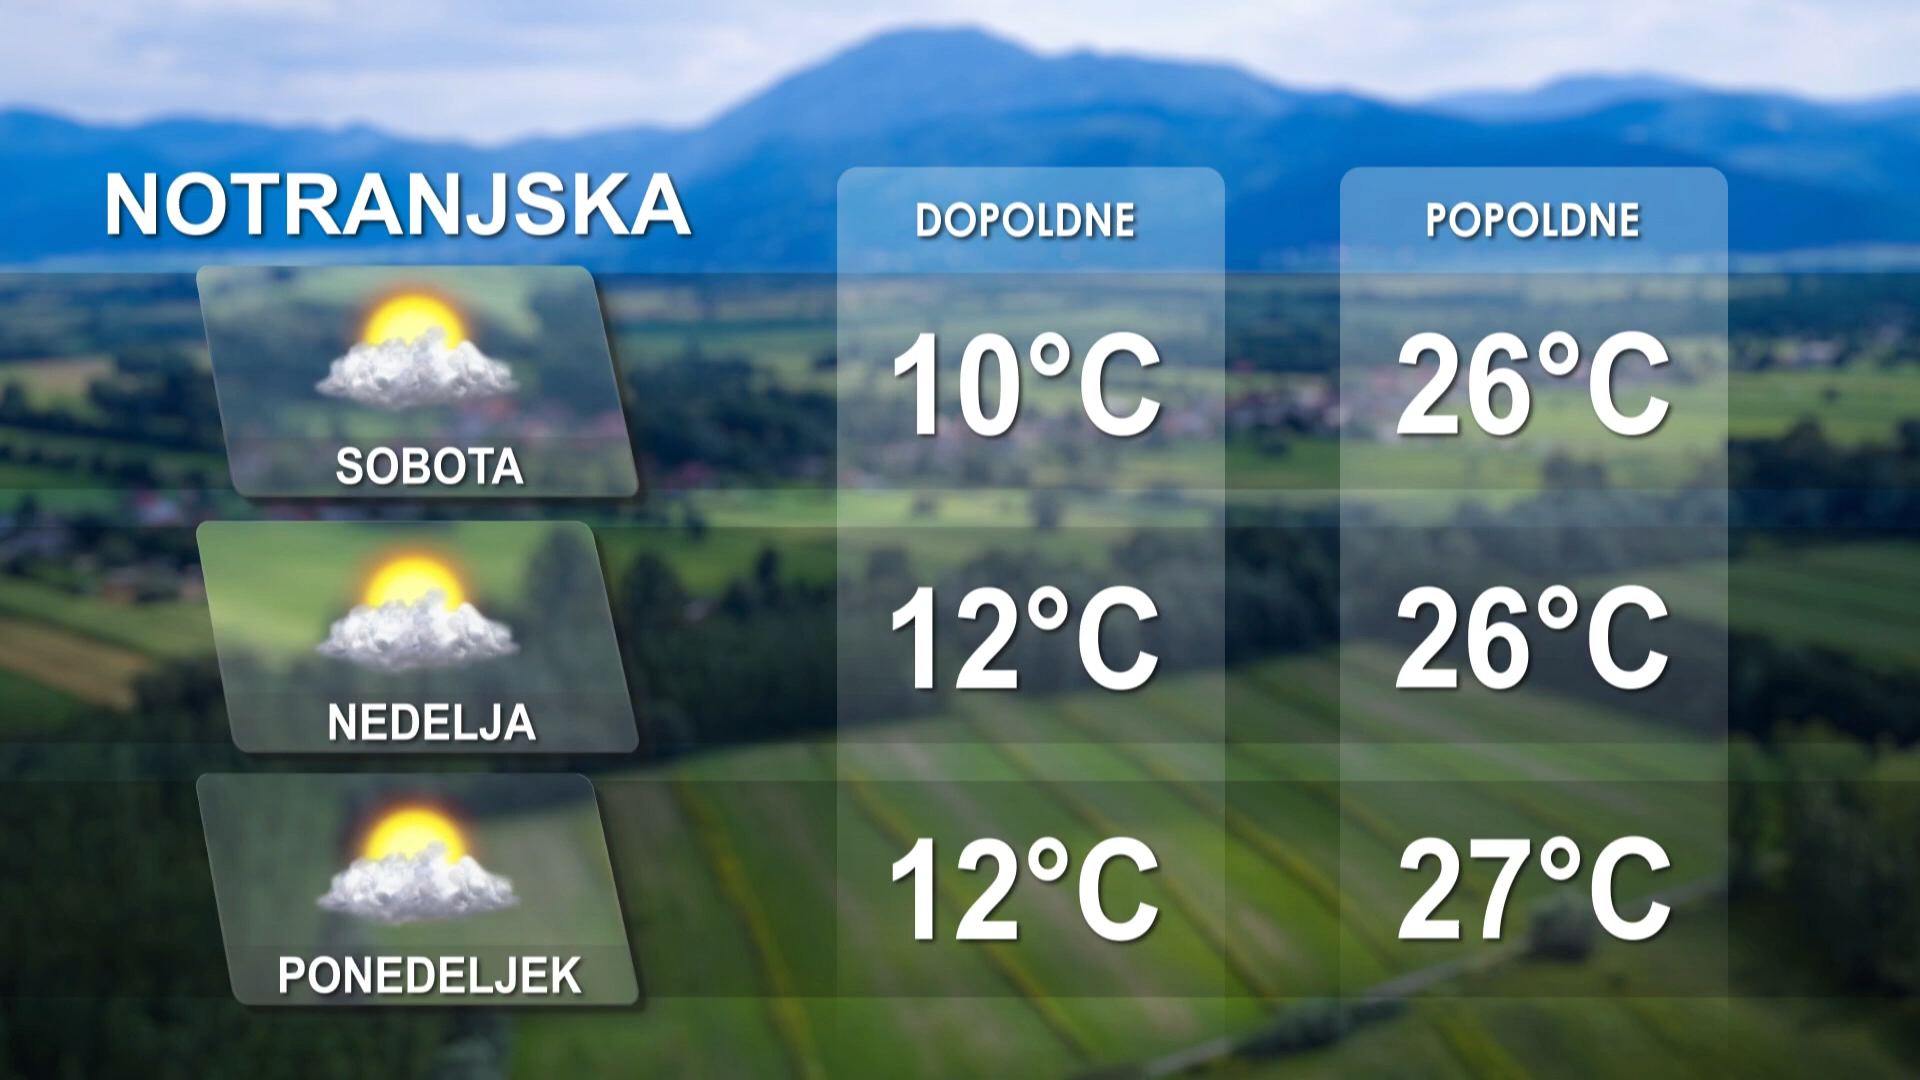 NOTRANJSKA
DOPOLDNE
POPOLDNE
SOBOTA
10°C
26°C
NEDELJA
12°C
26°C
PONEDELJEK
12°C
27°C